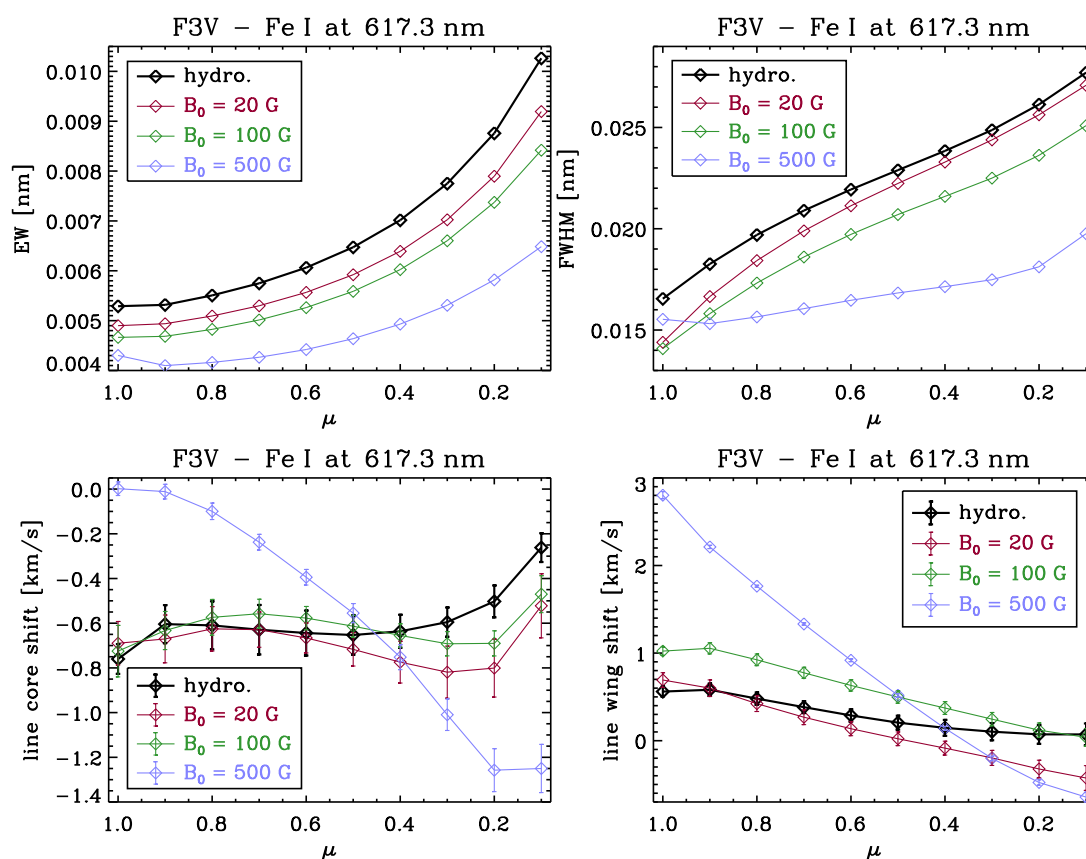 F3V – Fe I at 617.3 nm
EW [nm]
0.010
0.009
0.008
0.007
0.006
0.005
0.004
hydro.
B₀ = 20 G
B₀ = 100 G
B₀ = 500 G
1.0 0.8 0.6 0.4 0.2
μ
F3V – Fe I at 617.3 nm
FWHM [nm]
0.025
0.020
0.015
hydro.
B₀ = 20 G
B₀ = 100 G
B₀ = 500 G
1.0 0.8 0.6 0.4 0.2
μ
F3V – Fe I at 617.3 nm
line core shift [km/s]
0.0
-0.2
-0.4
-0.6
-0.8
-1.0
-1.2
-1.4
hydro.
B₀ = 20 G
B₀ = 100 G
B₀ = 500 G
1.0 0.8 0.6 0.4 0.2
μ
F3V – Fe I at 617.3 nm
line wing shift [km/s]
3
2
1
0
hydro.
B₀ = 20 G
B₀ = 100 G
B₀ = 500 G
1.0 0.8 0.6 0.4 0.2
μ